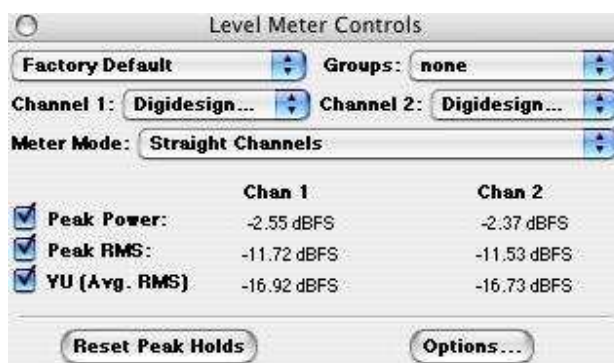 Level Meter Controls
Factory Default Groups: none
Channel 1: Digidesign... Channel 2: Digidesign...
Meter Mode: Straight Channels
Chan 1 Chan 2
Peak Power: -2.55 dBFS -2.37 dBFS
Peak RMS: -11.72 dBFS -11.53 dBFS
VU (Avg. RMS) -16.92 dBFS -16.73 dBFS
Reset Peak Holds Options...